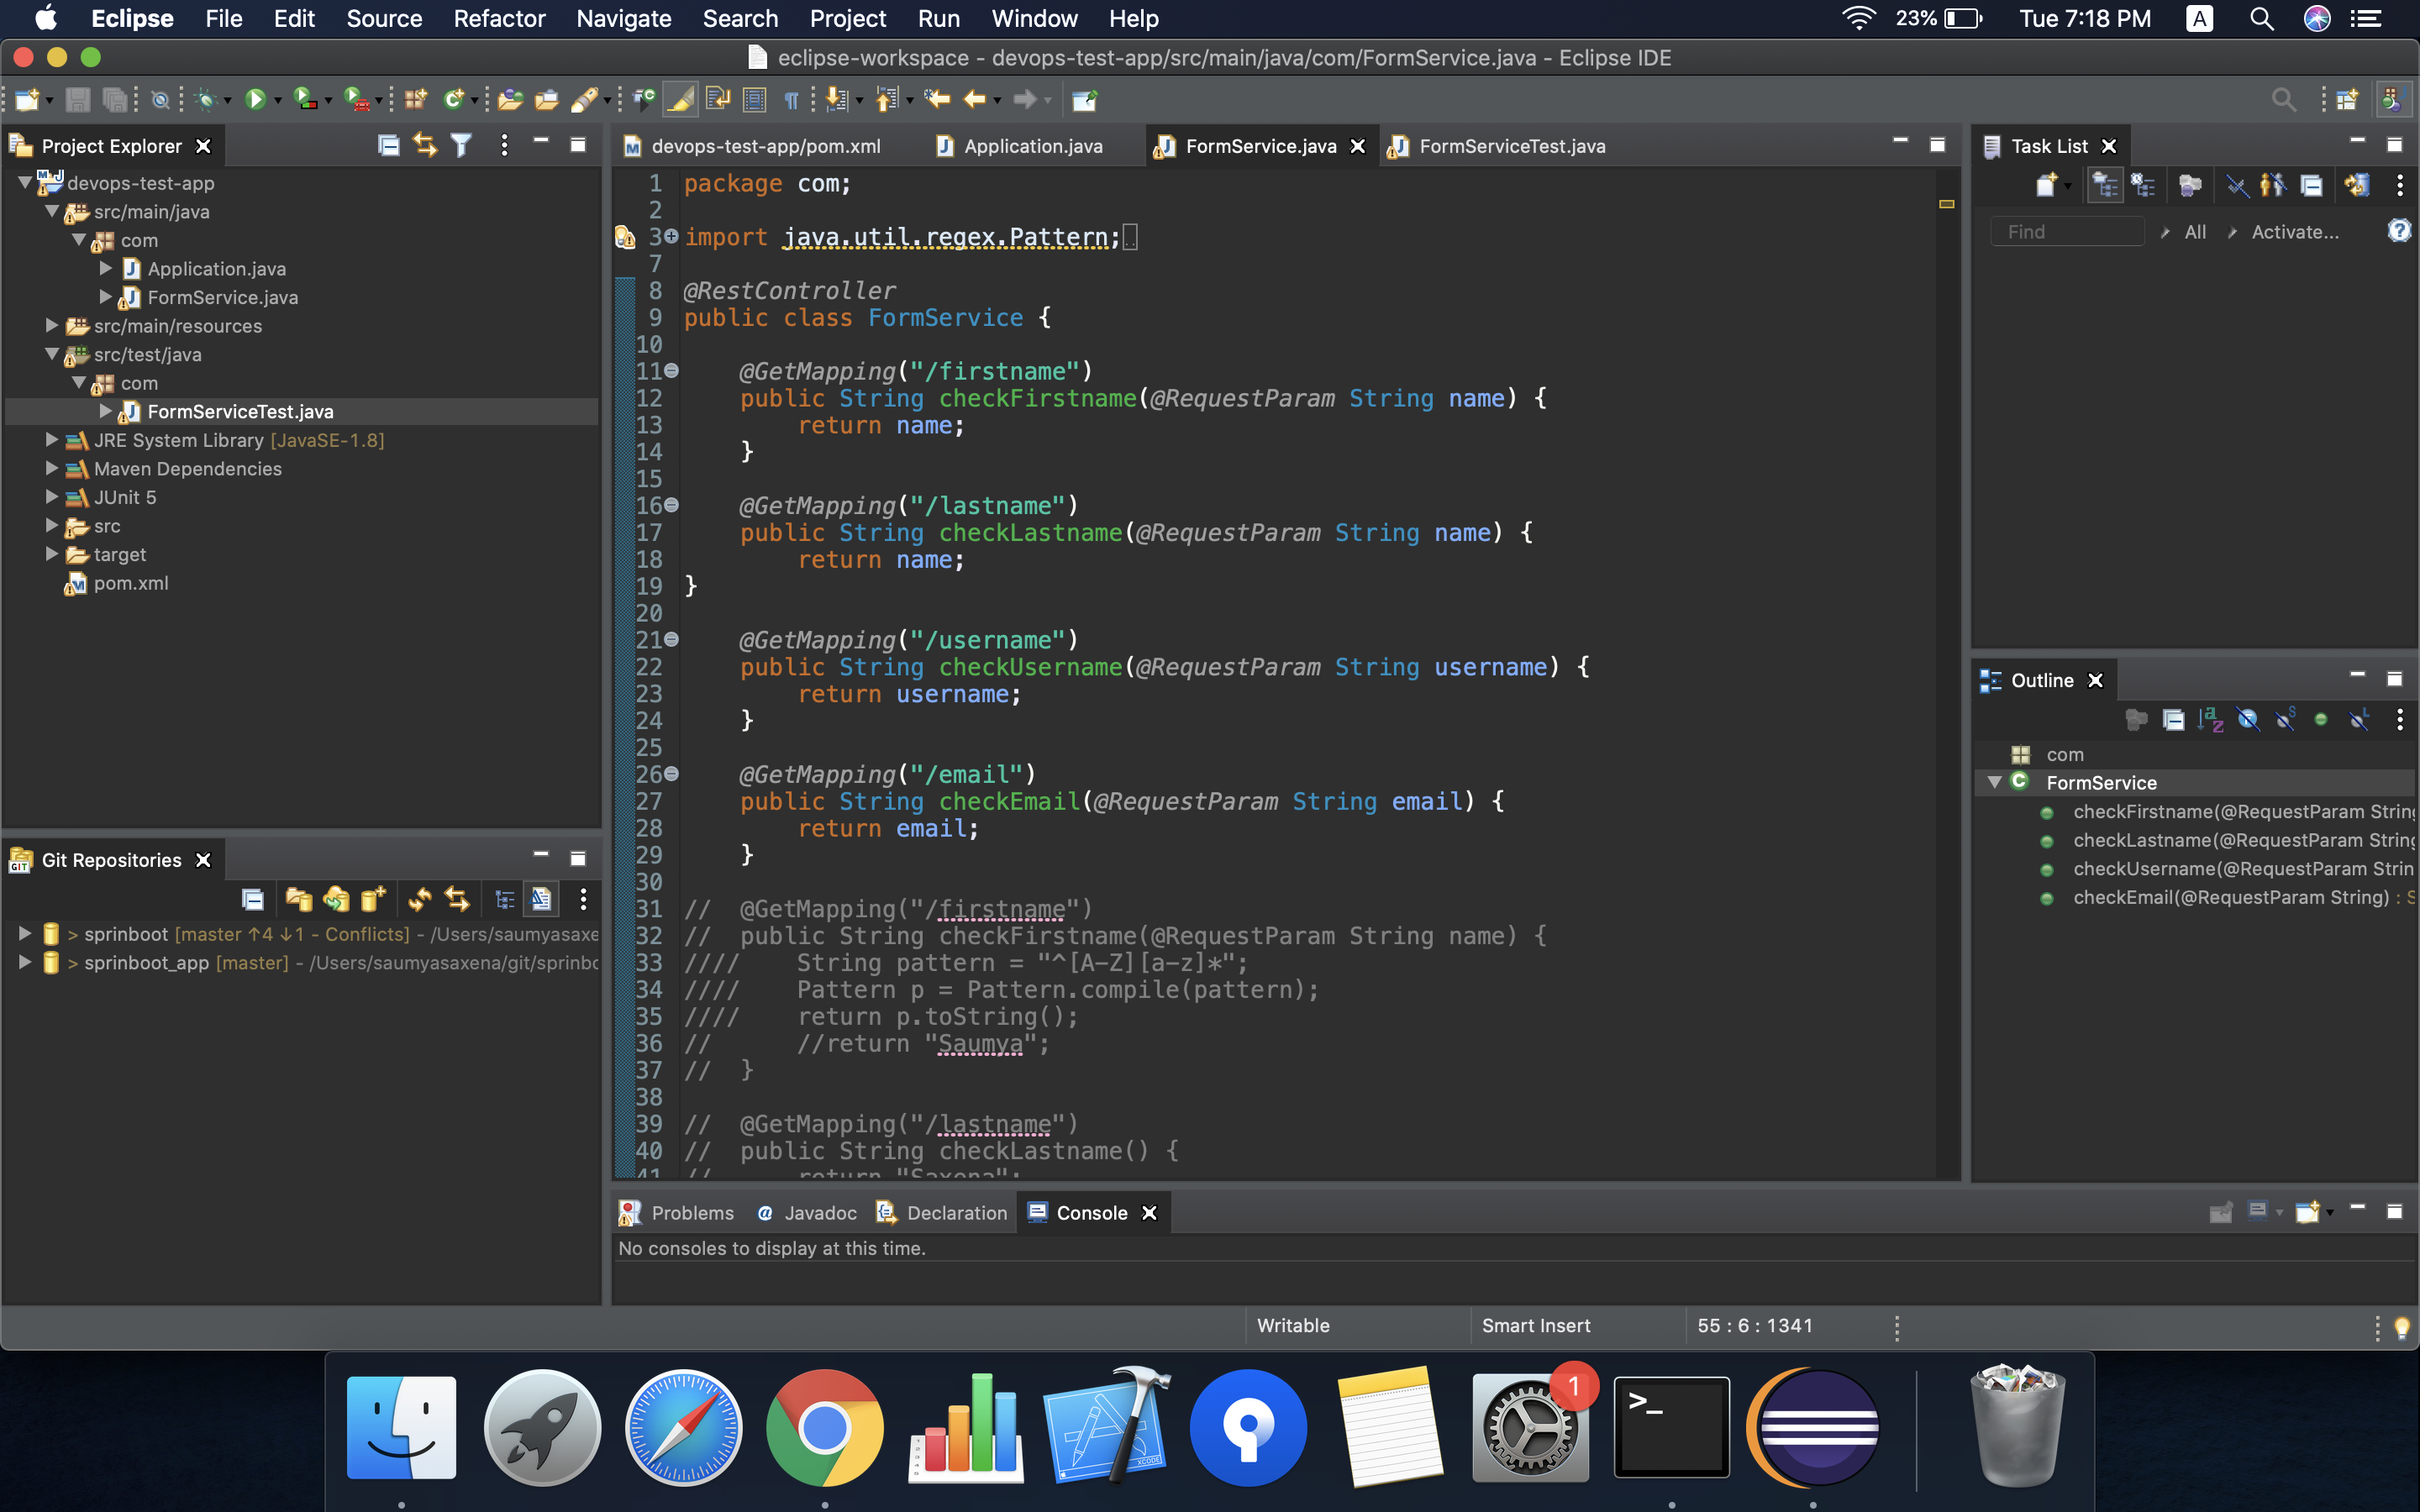 Eclipse File Edit Source Refactor Navigate Search Project Run Window Help 23% Tue 7:18 PM A
eclipse-workspace - devops-test-app/src/main/java/com/FormService.java - Eclipse IDE
Project Explorer
devops-test-app
src/main/java
com
Application.java
FormService.java
src/main/resources
src/test/java
com
FormServiceTest.java
JRE System Library [JavaSE-1.8]
Maven Dependencies
JUnit 5
src
target
pom.xml
Git Repositories
> sprinboot [master ↑4 ↓1 - Conflicts] - /Users/saumyasaxe
> sprinboot_app [master] - /Users/saumyasaxena/git/sprinbo
devops-test-app/pom.xml Application.java FormService.java FormServiceTest.java
1 package com;
2
3 import java.util.regex.Pattern;
7
8 @RestController
9 public class FormService {
10
11 @GetMapping("/firstname")
12 public String checkFirstname(@RequestParam String name) {
13 return name;
14 }
15
16 @GetMapping("/lastname")
17 public String checkLastname(@RequestParam String name) {
18 return name;
19 }
20
21 @GetMapping("/username")
22 public String checkUsername(@RequestParam String username) {
23 return username;
24 }
25
26 @GetMapping("/email")
27 public String checkEmail(@RequestParam String email) {
28 return email;
29 }
30
31 // @GetMapping("/firstname")
32 // public String checkFirstname(@RequestParam String name) {
33 //// String pattern = "^[A-Z][a-z]*";
34 //// Pattern p = Pattern.compile(pattern);
35 //// return p.toString();
36 // //return "Saumya";
37 // }
38
39 // @GetMapping("/lastname")
40 // public String checkLastname() {
41 // return "Saxena";
Task List
Find All Activate...
Outline
com
FormService
checkFirstname(@RequestParam String
checkLastname(@RequestParam String
checkUsername(@RequestParam Strin
checkEmail(@RequestParam String) : S
Problems Javadoc Declaration Console
No consoles to display at this time.
Writable Smart Insert 55 : 6 : 1341
1
>_
XCODE